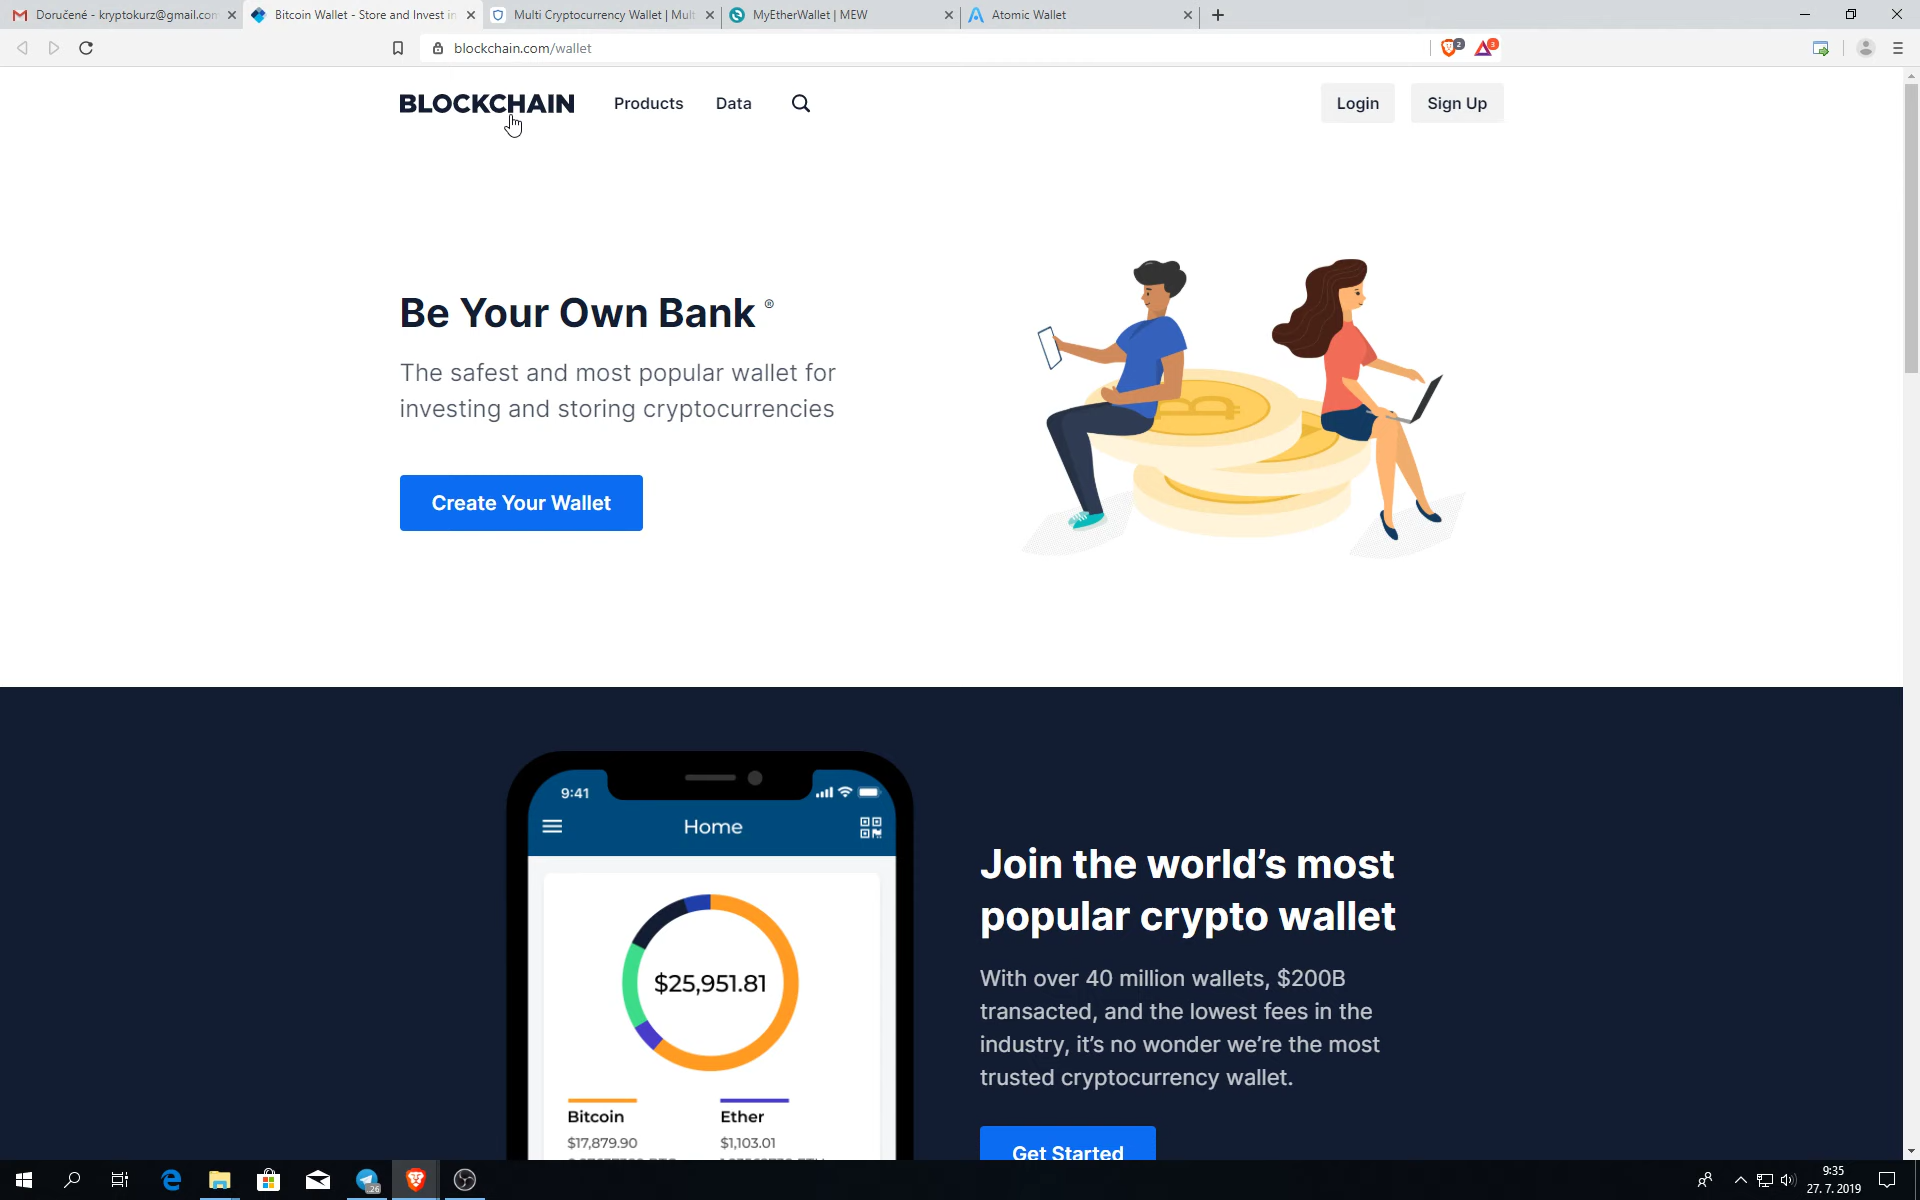 Doručené - kryptokurz@gmail.com
Bitcoin Wallet - Store and Invest in
Multi Cryptocurrency Wallet | Mult
MyEtherWallet | MEW
Atomic Wallet
blockchain.com/wallet
2
3
BLOCKCHAIN
Products
Data
Login
Sign Up
Be Your Own Bank ®
The safest and most popular wallet for
investing and storing cryptocurrencies
Create Your Wallet
9:41
Home
$25,951.81
Bitcoin
Ether
$17,879.90
$1,103.01
Join the world’s most
popular crypto wallet
With over 40 million wallets, $200B
transacted, and the lowest fees in the
industry, it’s no wonder we’re the most
trusted cryptocurrency wallet.
Get Started
26
9:35
27. 7. 2019